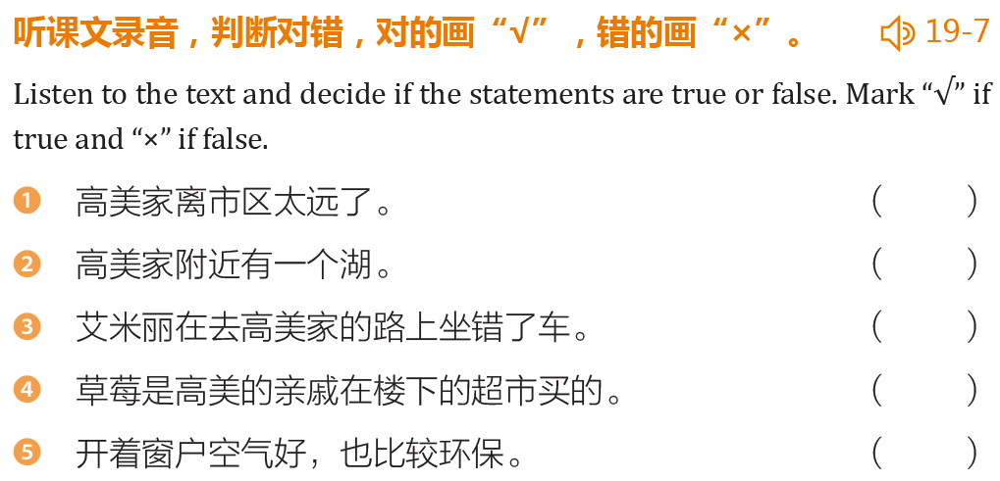 听课文录音，判断对错，对的画“√”，错的画“×”。 19-7
Listen to the text and decide if the statements are true or false. Mark “√” if
true and “×” if false.
1 高美家离市区太远了。 ( )
2 高美家附近有一个湖。 ( )
3 艾米丽在去高美家的路上坐错了车。 ( )
4 草莓是高美的亲戚在楼下的超市买的。 ( )
5 开着窗户空气好，也比较环保。 ( )